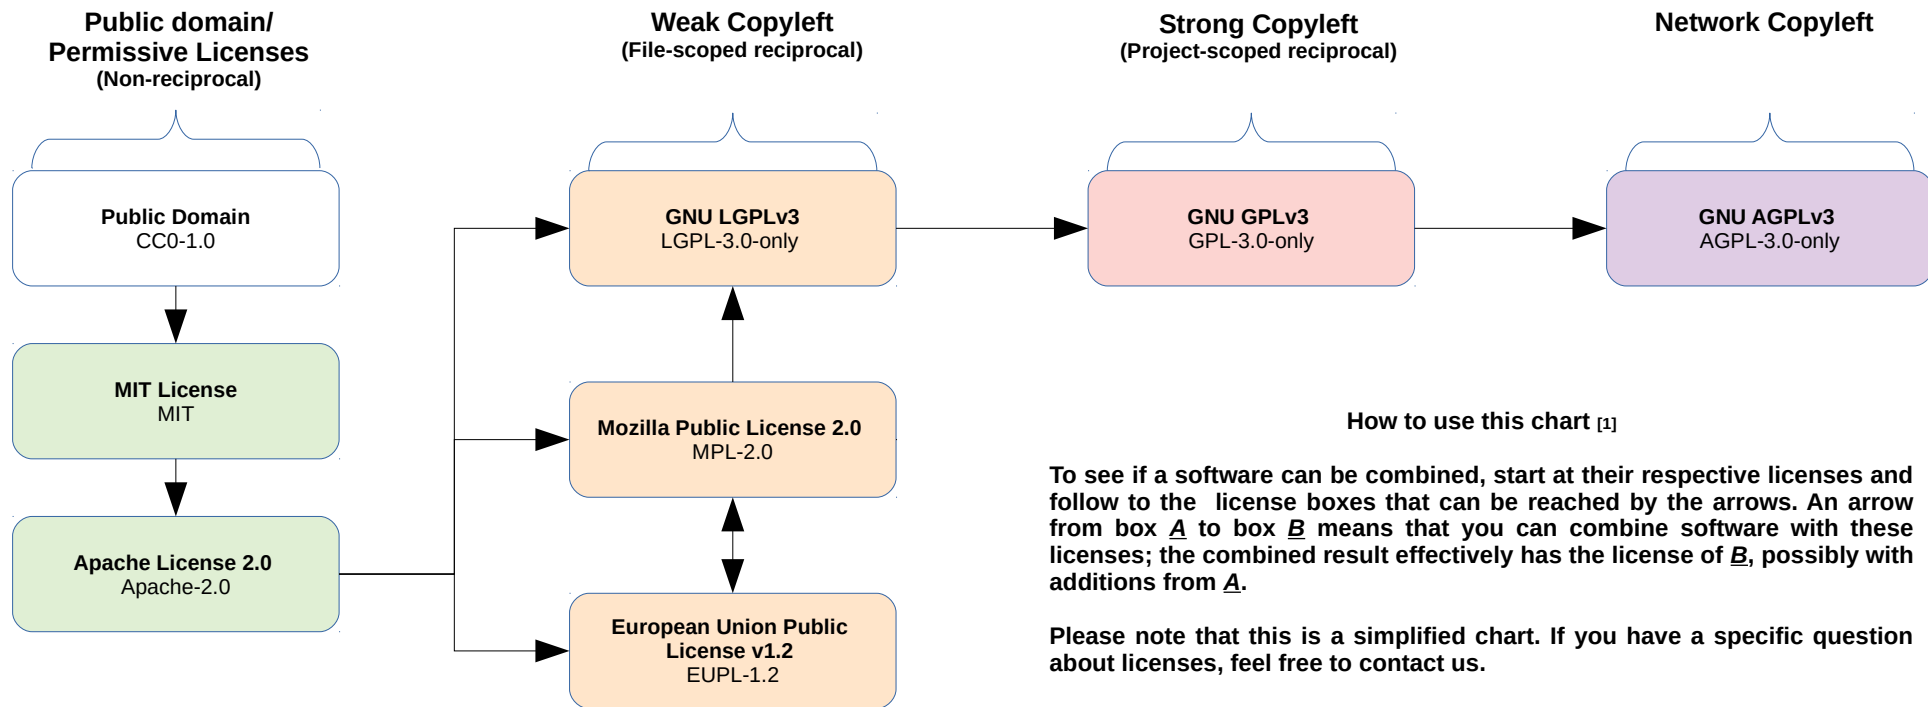 Public domain/
Permissive Licenses
(Non-reciprocal)
Weak Copyleft
(File-scoped reciprocal)
Strong Copyleft
(Project-scoped reciprocal)
Network Copyleft
Public Domain
CC0-1.0
GNU LGPLv3
LGPL-3.0-only
GNU GPLv3
GPL-3.0-only
GNU AGPLv3
AGPL-3.0-only
MIT License
MIT
Mozilla Public License 2.0
MPL-2.0
Apache License 2.0
Apache-2.0
European Union Public
License v1.2
EUPL-1.2
How to use this chart [1]
To see if a software can be combined, start at their respective licenses and
follow to the license boxes that can be reached by the arrows. An arrow
from box A to box B means that you can combine software with these
licenses; the combined result effectively has the license of B, possibly with
additions from A.
Please note that this is a simplified chart. If you have a specific question
about licenses, feel free to contact us.